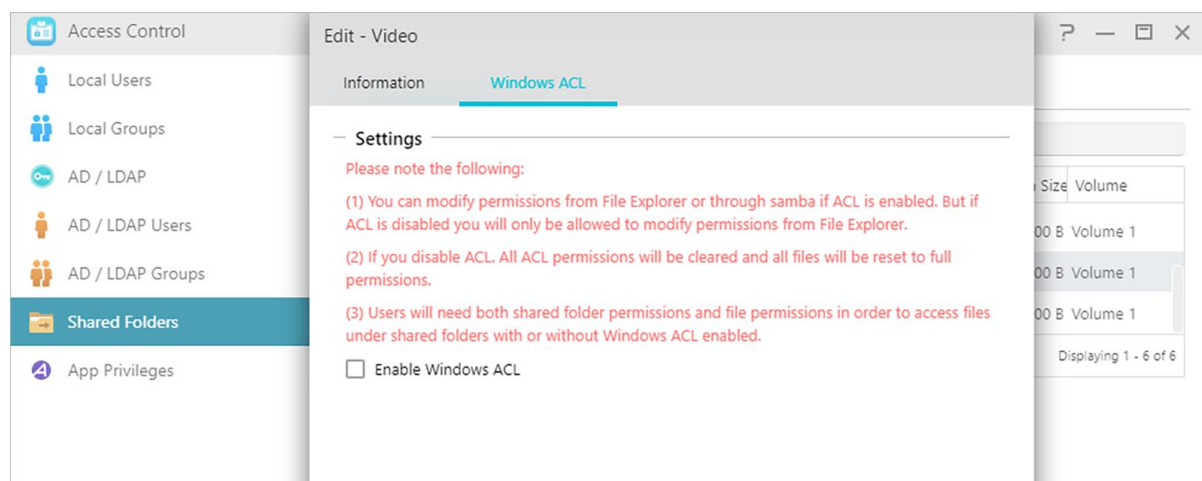 Access Control
Edit - Video
Local Users
Information
Windows ACL
Local Groups
Settings
AD / LDAP
Please note the following:
Size Volume
(1) You can modify permissions from File Explorer or through samba if ACL is enabled. But if
ACL is disabled you will only be allowed to modify permissions from File Explorer.
AD / LDAP Users
00 B Volume 1
(2) If you disable ACL. All ACL permissions will be cleared and all files will be reset to full
permissions.
AD / LDAP Groups
00 B Volume 1
(3) Users will need both shared folder permissions and file permissions in order to access files
under shared folders with or without Windows ACL enabled.
Shared Folders
00 B Volume 1
Displaying 1 - 6 of 6
Enable Windows ACL
App Privileges